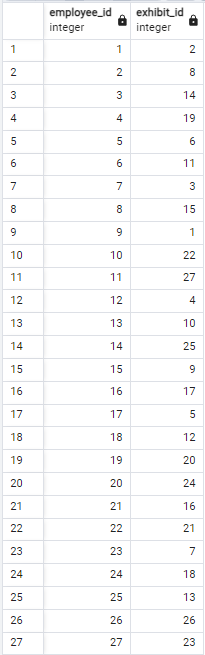 employee_id exhibit_id
integer integer
1 1 2
2 2 8
3 3 14
4 4 19
5 5 6
6 6 11
7 7 3
8 8 15
9 9 1
10 10 22
11 11 27
12 12 4
13 13 10
14 14 25
15 15 9
16 16 17
17 17 5
18 18 12
19 19 20
20 20 24
21 21 16
22 22 21
23 23 7
24 24 18
25 25 13
26 26 26
27 27 23